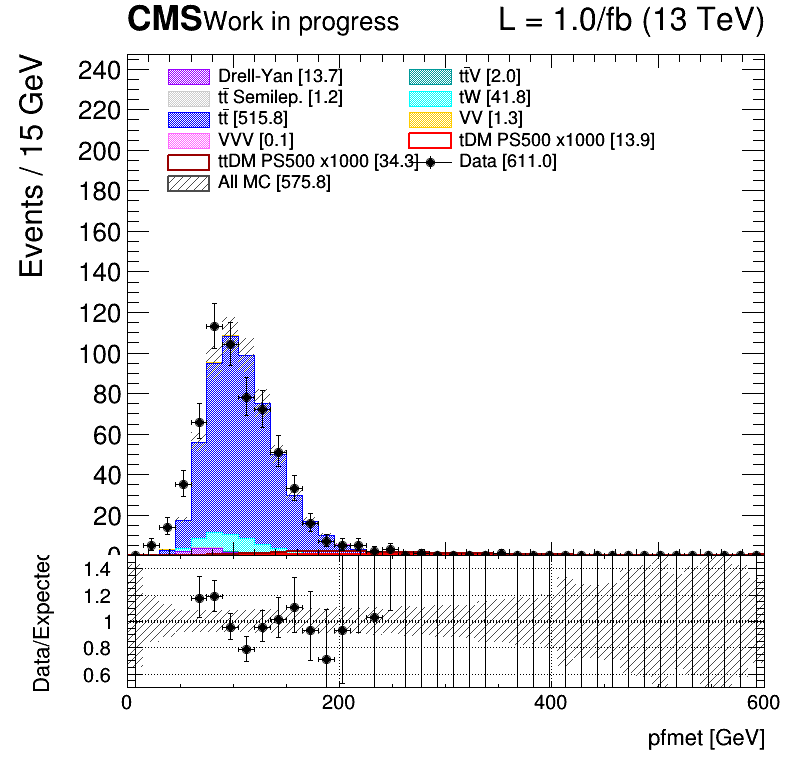 CMS Work in progress L = 1.0/fb (13 TeV)
Events / 15 GeV
240
220
200
180
160
140
120
100
80
60
40
20
0
Drell-Yan [13.7] tt̄V [2.0]
tt̄ Semilep. [1.2] tW [41.8]
tt̄ [515.8] VV [1.3]
VVV [0.1] tDM PS500 x1000 [13.9]
ttDM PS500 x1000 [34.3] Data [611.0]
All MC [575.8]
Data/Expected
1.4
1.2
1
0.8
0.6
0 200 400 600
pfmet [GeV]